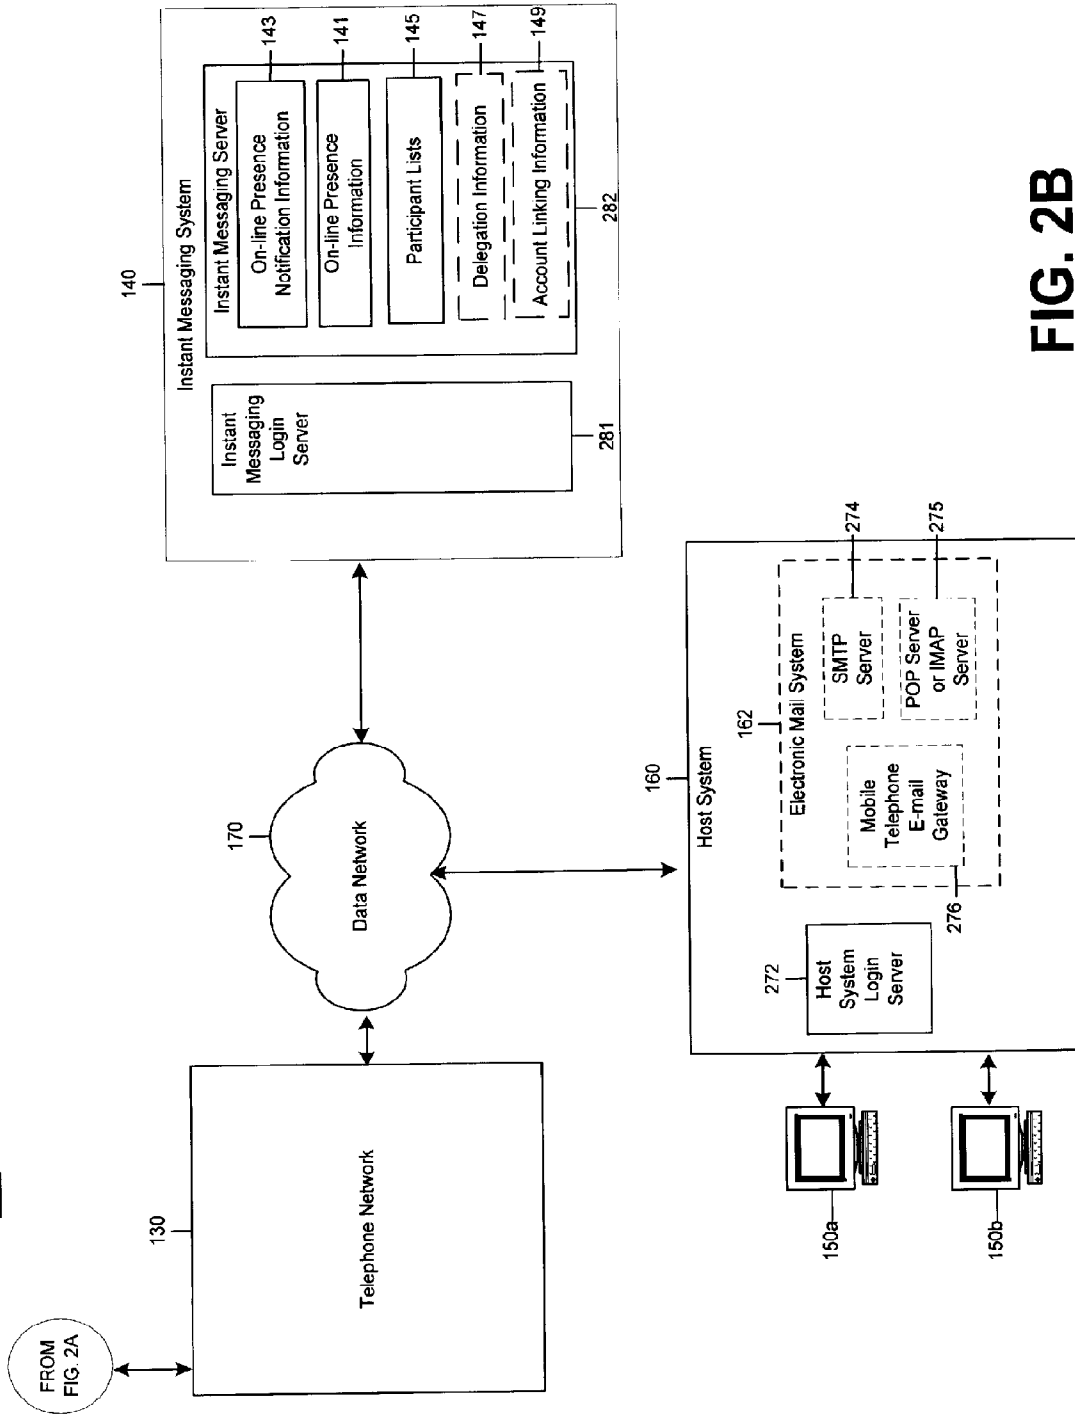 FROM
FIG. 2A
130
Telephone Network
170
Data Network
140
Instant Messaging System
Instant
Messaging
Login
Server
281
Instant Messaging Server
On-line Presence
Notification Information
143
On-line Presence
Information
141
Participant Lists
145
Delegation Information
147
Account Linking Information
149
282
150a
150b
160
Host System
272
Host
System
Login
Server
162
Electronic Mail System
Mobile
Telephone
E-mail
Gateway
276
SMTP
Server
274
POP Server
or IMAP
Server
275
FIG. 2B